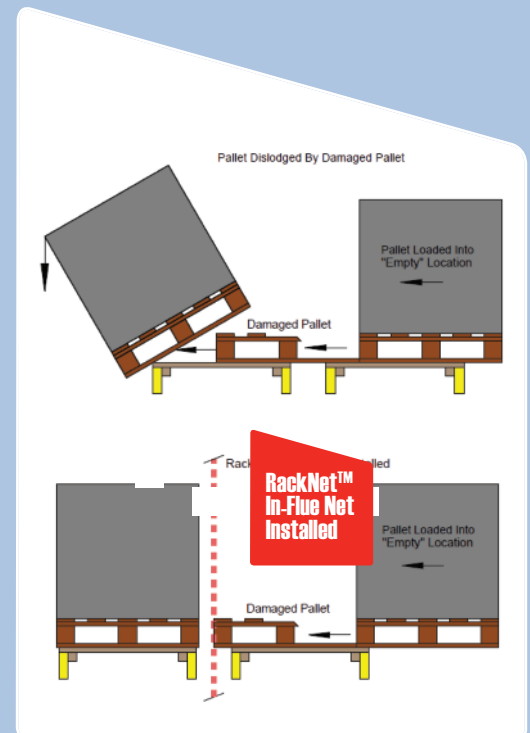 Pallet Dislodged By Damaged Pallet
Pallet Loaded Into
"Empty" Location
Damaged Pallet
RackNet™
In-Flue Net
Installed
Pallet Loaded Into
"Empty" Location
Damaged Pallet